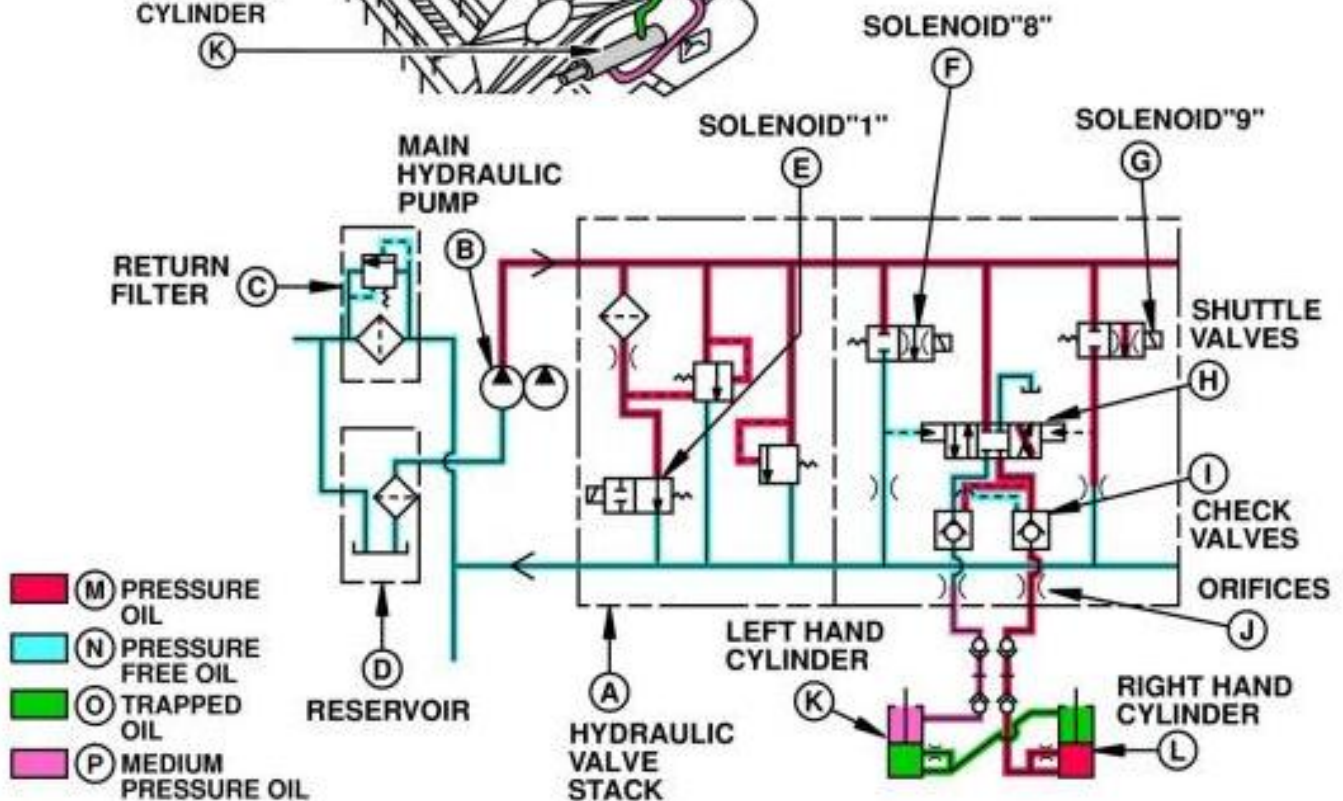 CYLINDER
K
SOLENOID"8"
F
SOLENOID"1"
E
SOLENOID"9"
G
MAIN
HYDRAULIC
PUMP
B
RETURN
FILTER
C
SHUTTLE
VALVES
H
I
CHECK
VALVES
ORIFICES
J
M PRESSURE
OIL
N PRESSURE
FREE OIL
O TRAPPED
OIL
P MEDIUM
PRESSURE OIL
D
RESERVOIR
A
HYDRAULIC
VALVE
STACK
LEFT HAND
CYLINDER
K
RIGHT HAND
CYLINDER
L